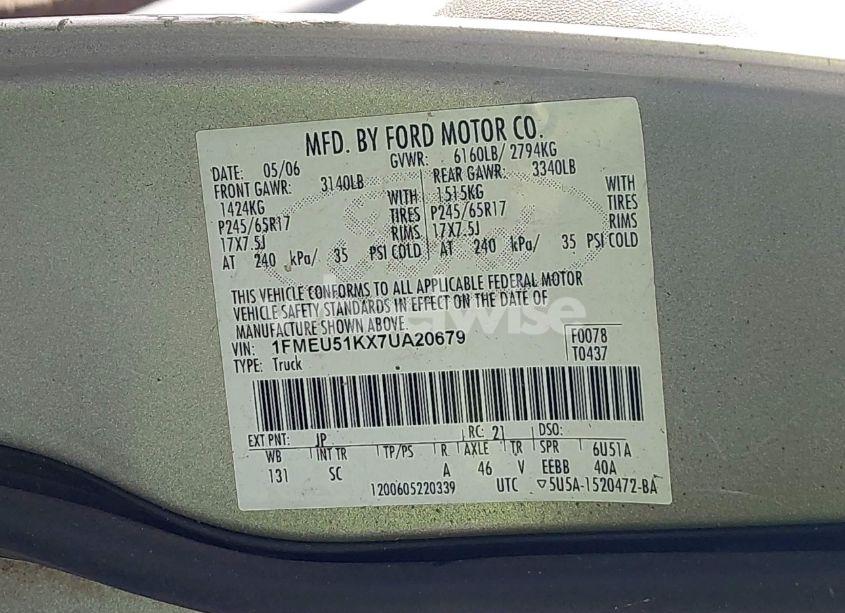 MFD. BY FORD MOTOR CO.
DATE: 05/06 GVWR: 6160LB/ 2794KG
FRONT GAWR: 3140LB REAR GAWR: 3340LB
1424KG WITH 1515KG WITH
P245/65R17 TIRES P245/65R17 TIRES
17X7.5J RIMS 17X7.5J RIMS
AT 240 kPa/ 35 PSI COLD AT 240 kPa/ 35 PSI COLD
THIS VEHICLE CONFORMS TO ALL APPLICABLE FEDERAL MOTOR
VEHICLE SAFETY STANDARDS IN EFFECT ON THE DATE OF
MANUFACTURE SHOWN ABOVE.
VIN: 1FMEU51KX7UA20679 F0078
TYPE: Truck T0437
EXT PNT: JP RC: 21 DSO:
WB INT TR TP/PS R AXLE TR SPR 6U51A
131 SC A 46 V EEBB 40A
1200605220339 UTC ▽5U5A-1520472-BA